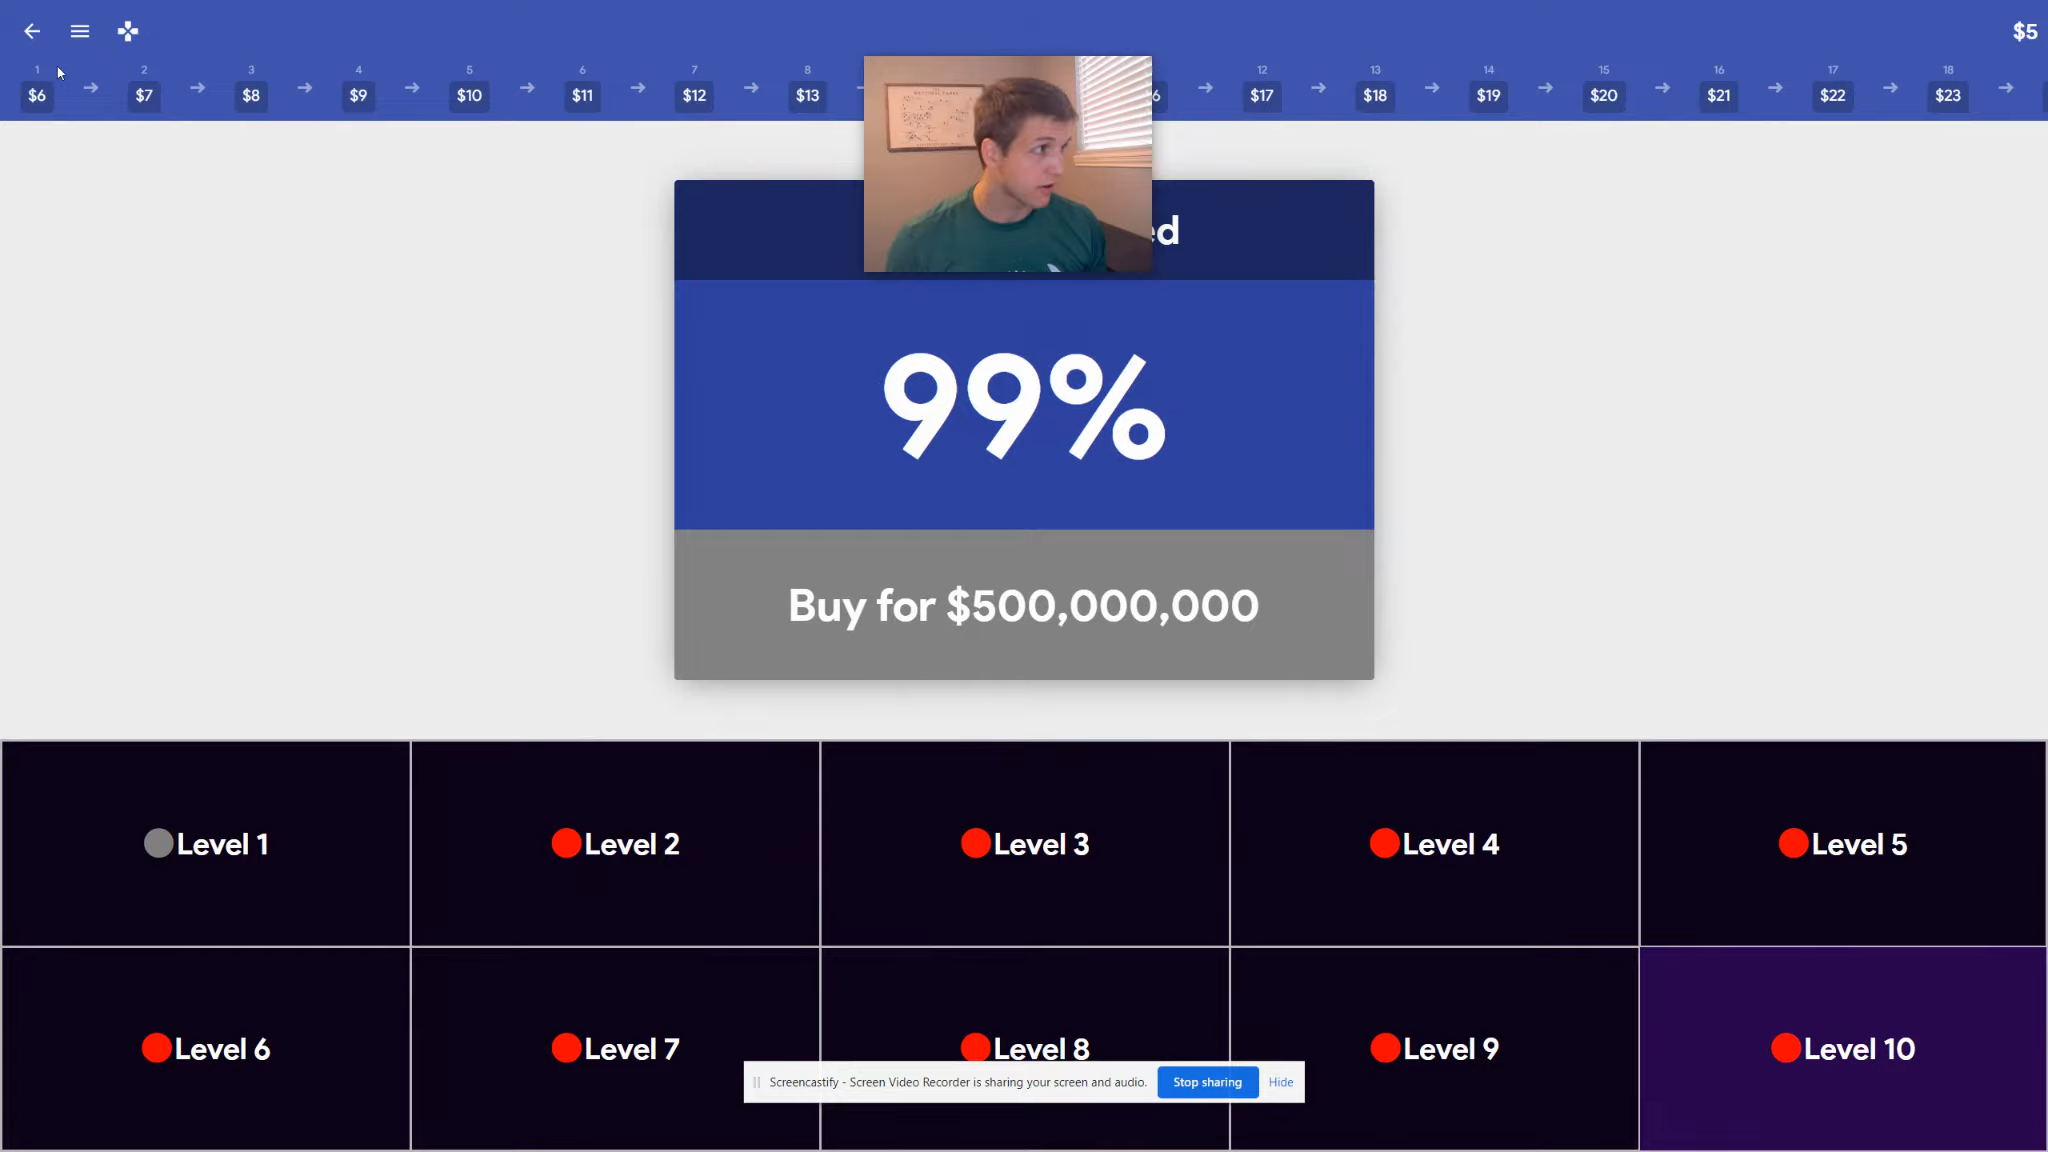 $5
1 2 3 4 5 6 7 8 12 13 14 15 16 17 18
$6 $7 $8 $9 $10 $11 $12 $13 6 $17 $18 $19 $20 $21 $22 $23
ed
99%
Buy for $500,000,000
Level 1 Level 2 Level 3 Level 4 Level 5
Level 6 Level 7 Level 8 Level 9 Level 10
Screencastify - Screen Video Recorder is sharing your screen and audio. Stop sharing Hide